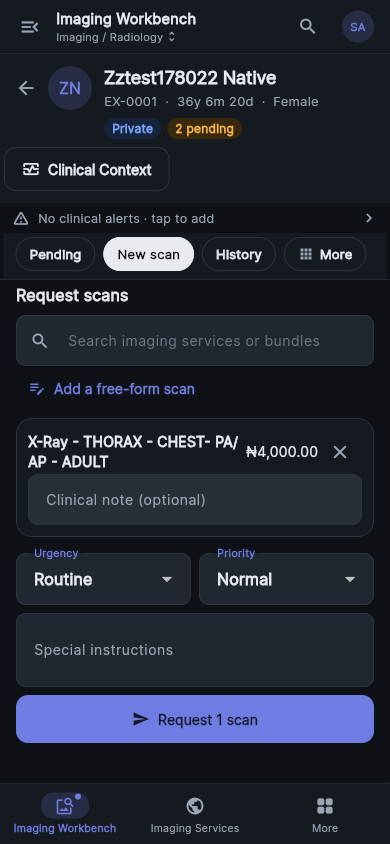 Imaging Workbench
Imaging / Radiology
SA
ZN
Zztest178022 Native
EX-0001 · 36y 6m 20d · Female
Private
2 pending
Clinical Context
No clinical alerts · tap to add
Pending
New scan
History
More
Request scans
Search imaging services or bundles
Add a free-form scan
X-Ray - THORAX - CHEST- PA/
AP - ADULT
₦4,000.00
Clinical note (optional)
Urgency
Priority
Routine
Normal
Special instructions
Request 1 scan
Imaging Workbench
Imaging Services
More